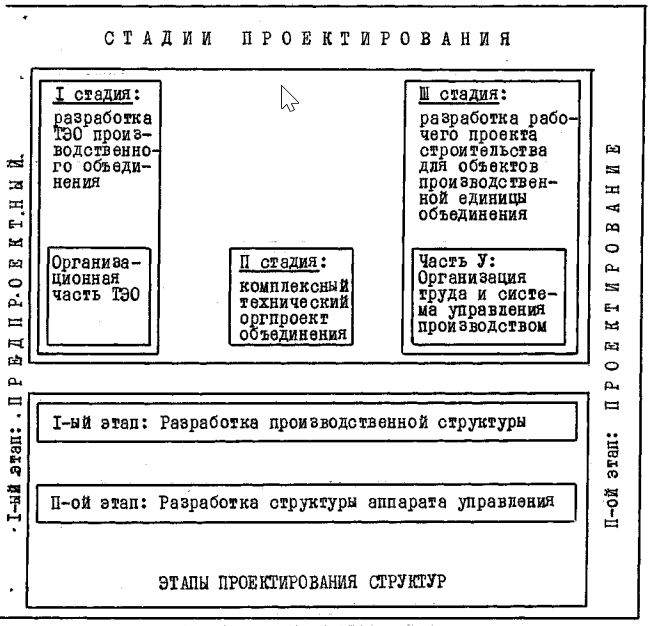 СТАДИИ ПРОЕКТИРОВАНИЯ
I стадия:
разработка
ТЭО произ-
водственно-
го объеди-
нения
Организа-
ционная
часть ТЭО
П стадия:
комплексный
технический
оргпроект
объединения
Ш стадия:
разработка рабо-
чего проекта
строительства
для объектов
производствен-
ной единицы
объединения
Часть У:
Организация
труда и систе-
ма управления
производством
I-ый этап: Разработка производственной структуры
П-ой этап: Разработка структуры аппарата управления
ЭТАПЫ ПРОЕКТИРОВАНИЯ СТРУКТУР
I-ый этап: ПРЕДПРОЕКТНЫЙ
П-ой этап: ПРОЕКТИРОВАНИЕ